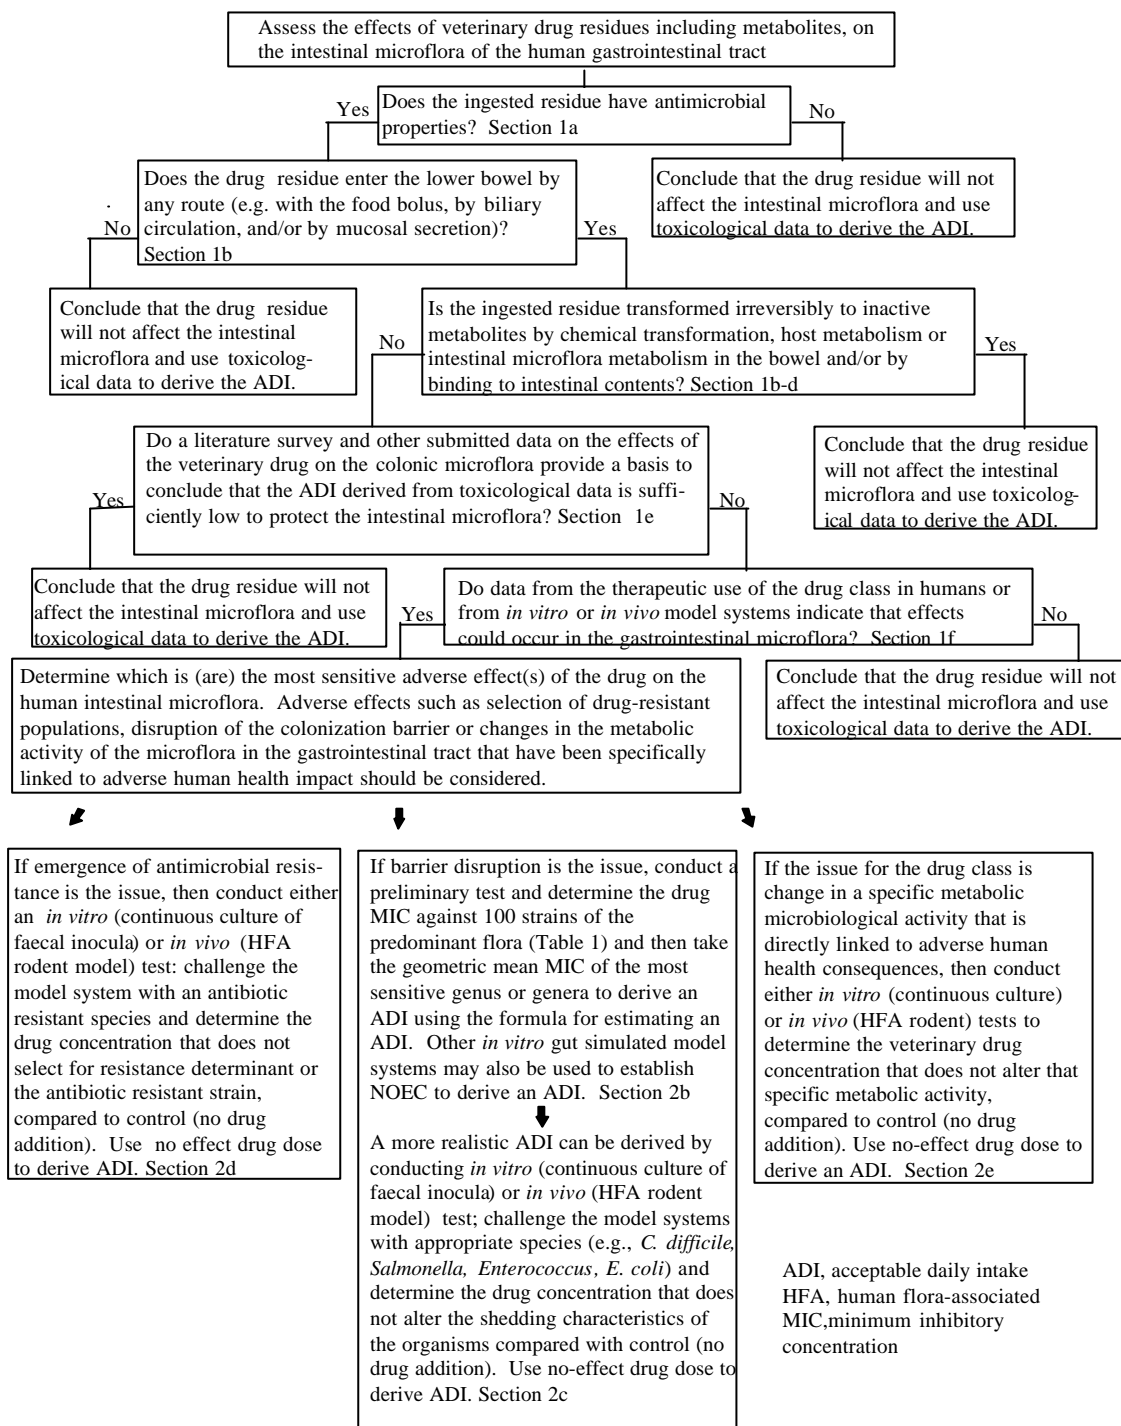 Assess the effects of veterinary drug residues including metabolites, on
the intestinal microflora of the human gastrointestinal tract
Yes
Does the ingested residue have antimicrobial
properties? Section 1a
No
Does the drug residue enter the lower bowel by
any route (e.g. with the food bolus, by biliary
circulation, and/or by mucosal secretion)?
Section 1b
Conclude that the drug residue will not
affect the intestinal microflora and use
toxicological data to derive the ADI.
No
Yes
Conclude that the drug residue
will not affect the intestinal
microflora and use toxicolog-
ical data to derive the ADI.
No
Is the ingested residue transformed irreversibly to inactive
metabolites by chemical transformation, host metabolism or
intestinal microflora metabolism in the bowel and/or by
binding to intestinal contents? Section 1b-d
Yes
Do a literature survey and other submitted data on the effects of
the veterinary drug on the colonic microflora provide a basis to
conclude that the ADI derived from toxicological data is suffi-
ciently low to protect the intestinal microflora? Section 1e
Conclude that the drug residue
will not affect the intestinal
microflora and use toxicolog-
ical data to derive the ADI.
Yes
No
Conclude that the drug residue will not
affect the intestinal microflora and use
toxicological data to derive the ADI.
Yes
Do data from the therapeutic use of the drug class in humans or
from in vitro or in vivo model systems indicate that effects
could occur in the gastrointestinal microflora? Section 1f
No
Determine which is (are) the most sensitive adverse effect(s) of the drug on the
human intestinal microflora. Adverse effects such as selection of drug-resistant
populations, disruption of the colonization barrier or changes in the metabolic
activity of the microflora in the gastrointestinal tract that have been specifically
linked to adverse human health impact should be considered.
Conclude that the drug residue will not
affect the intestinal microflora and use
toxicological data to derive the ADI.
If emergence of antimicrobial resis-
tance is the issue, then conduct either
an in vitro (continuous culture of
faecal inocula) or in vivo (HFA
rodent model) test: challenge the
model system with an antibiotic
resistant species and determine the
drug concentration that does not
select for resistance determinant or
the antibiotic resistant strain,
compared to control (no drug
addition). Use no effect drug dose
to derive ADI. Section 2d
If barrier disruption is the issue, conduct a
preliminary test and determine the drug
MIC against 100 strains of the
predominant flora (Table 1) and then take
the geometric mean MIC of the most
sensitive genus or genera to derive an
ADI using the formula for estimating an
ADI. Other in vitro gut simulated model
systems may also be used to establish
NOEC to derive an ADI. Section 2b
A more realistic ADI can be derived by
conducting in vitro (continuous culture of
faecal inocula) or in vivo (HFA rodent
model) test; challenge the model systems
with appropriate species (e.g., C. difficile,
Salmonella, Enterococcus, E. coli) and
determine the drug concentration that does
not alter the shedding characteristics of
the organisms compared with control (no
drug addition). Use no-effect drug dose to
derive ADI. Section 2c
If the issue for the drug class is
change in a specific metabolic
microbiological activity that is
directly linked to adverse human
health consequences, then conduct
either in vitro (continuous culture)
or in vivo (HFA rodent) tests to
determine the veterinary drug
concentration that does not alter that
specific metabolic activity,
compared to control (no drug
addition). Use no-effect drug dose to
derive an ADI. Section 2e
ADI, acceptable daily intake
HFA, human flora-associated
MIC,minimum inhibitory
concentration